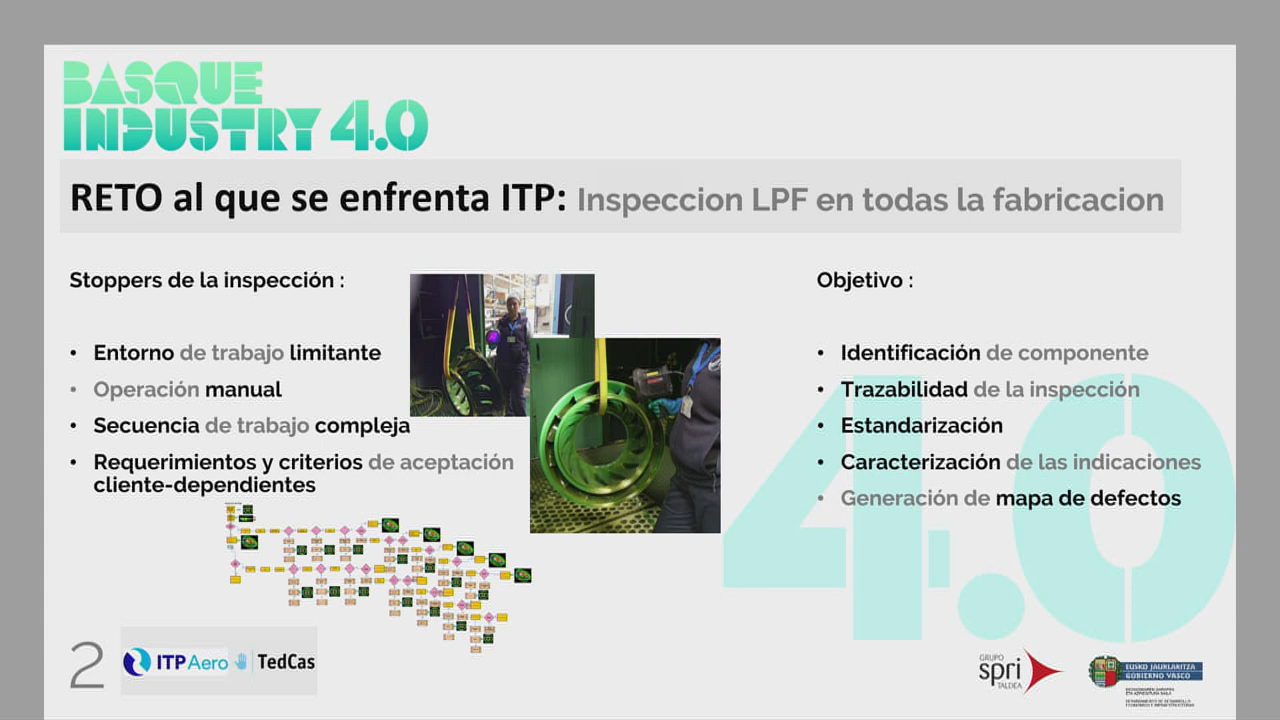 BASQUE
INDUSTRY 4.0
RETO al que se enfrenta ITP: Inspeccion LPF en todas la fabricacion
Stoppers de la inspección :
• Entorno de trabajo limitante
• Operación manual
• Secuencia de trabajo compleja
• Requerimientos y criterios de aceptación
cliente-dependientes
Objetivo :
• Identificación de componente
• Trazabilidad de la inspección
• Estandarización
• Caracterización de las indicaciones
• Generación de mapa de defectos
4.0
2
ITPAero
TedCas
GRUPO
spri
TALDEA
EUSKO JAURLARITZA
GOBIERNO VASCO